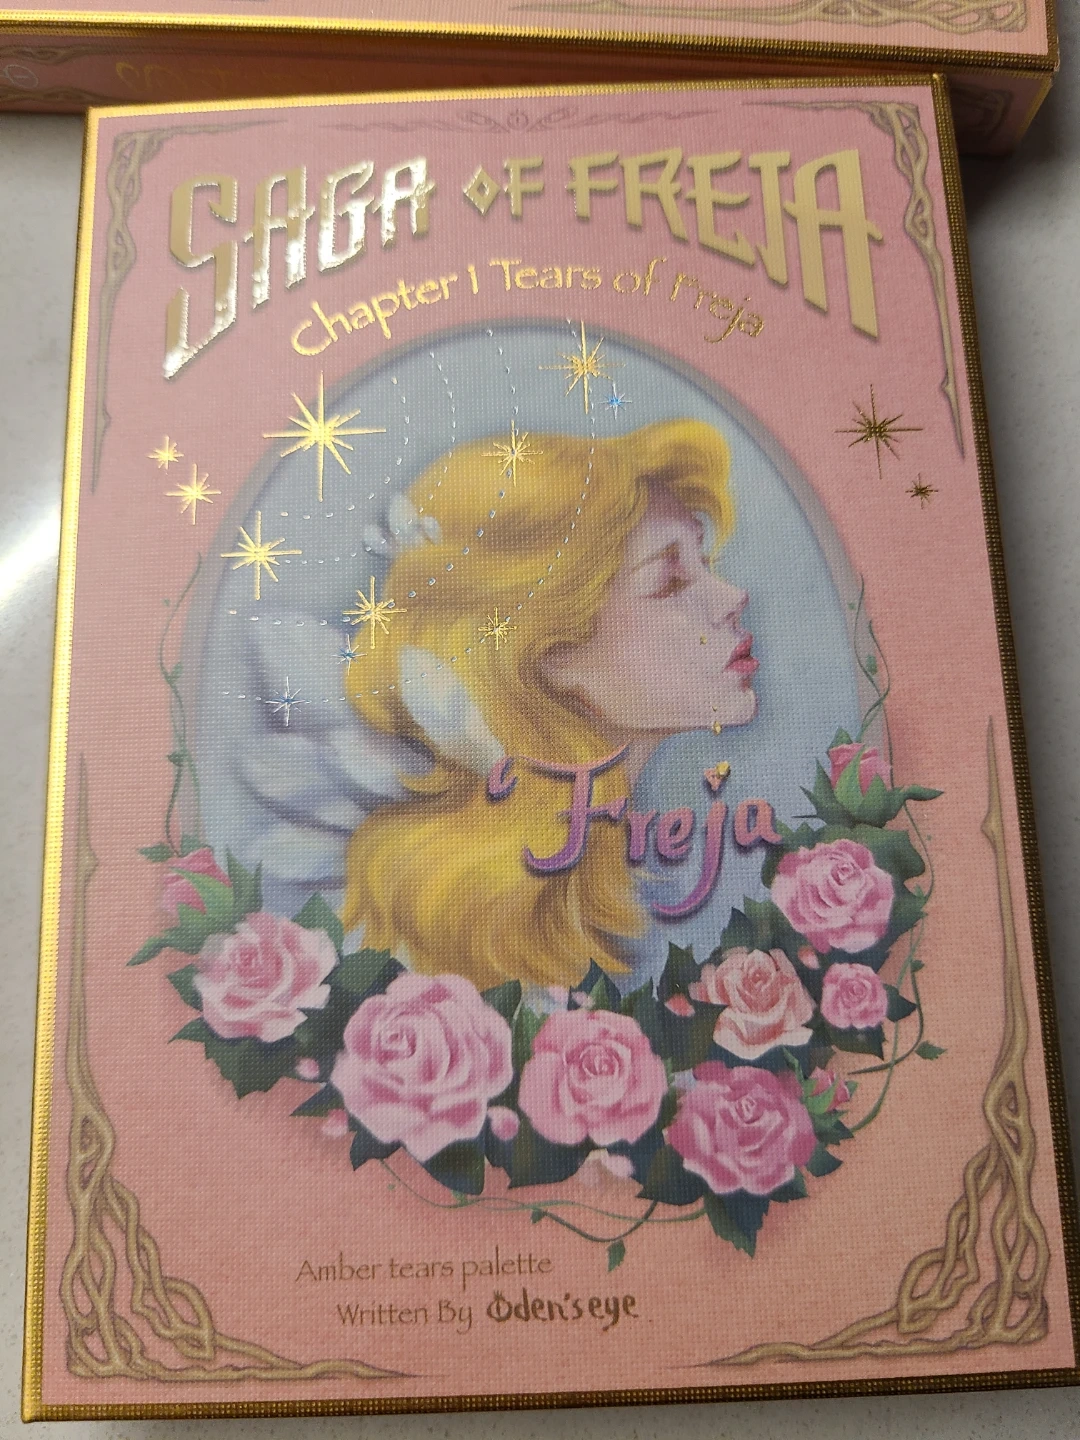 SAGA OF FREJA
Chapter 1 Tears of Freja
Freja
Amber tears palette
Written By Oden's eye